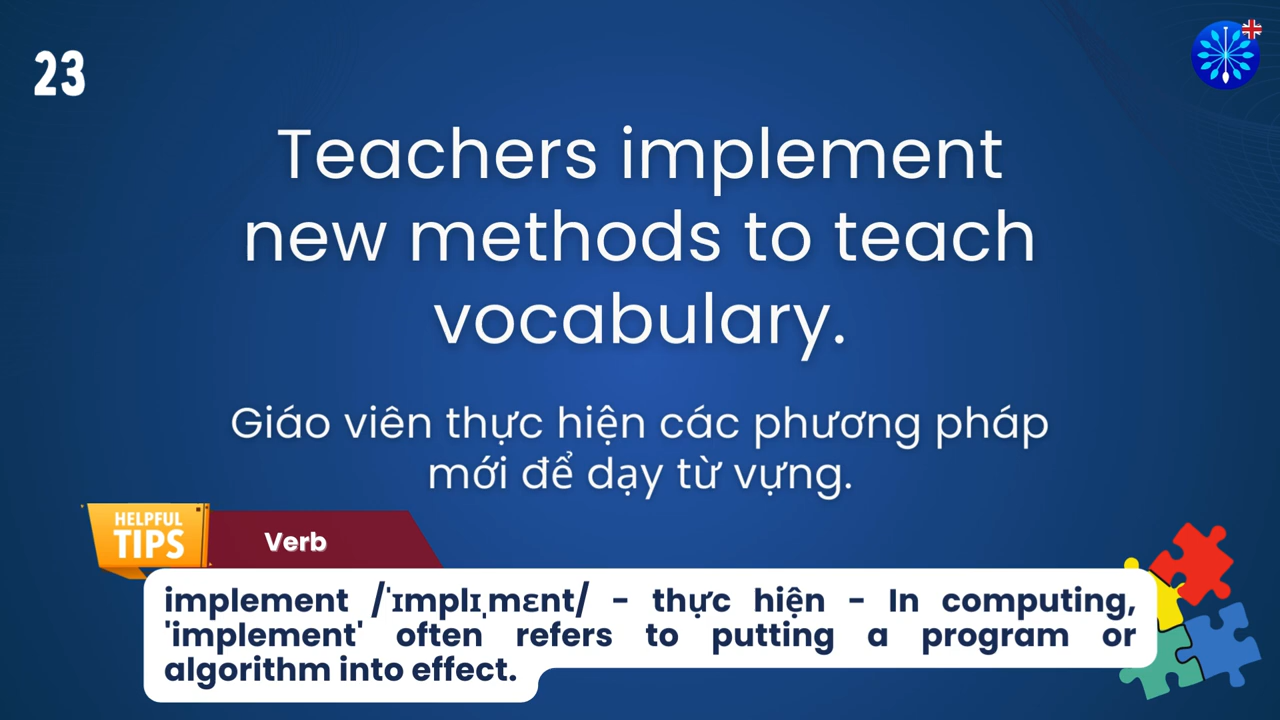 23
Teachers implement
new methods to teach
vocabulary.
Giáo viên thực hiện các phương pháp
mới để dạy từ vựng.
HELPFUL
TIPS
Verb
implement /ˈɪmplɪˌmɛnt/ - thực hiện - In computing,
'implement' often refers to putting a program or
algorithm into effect.